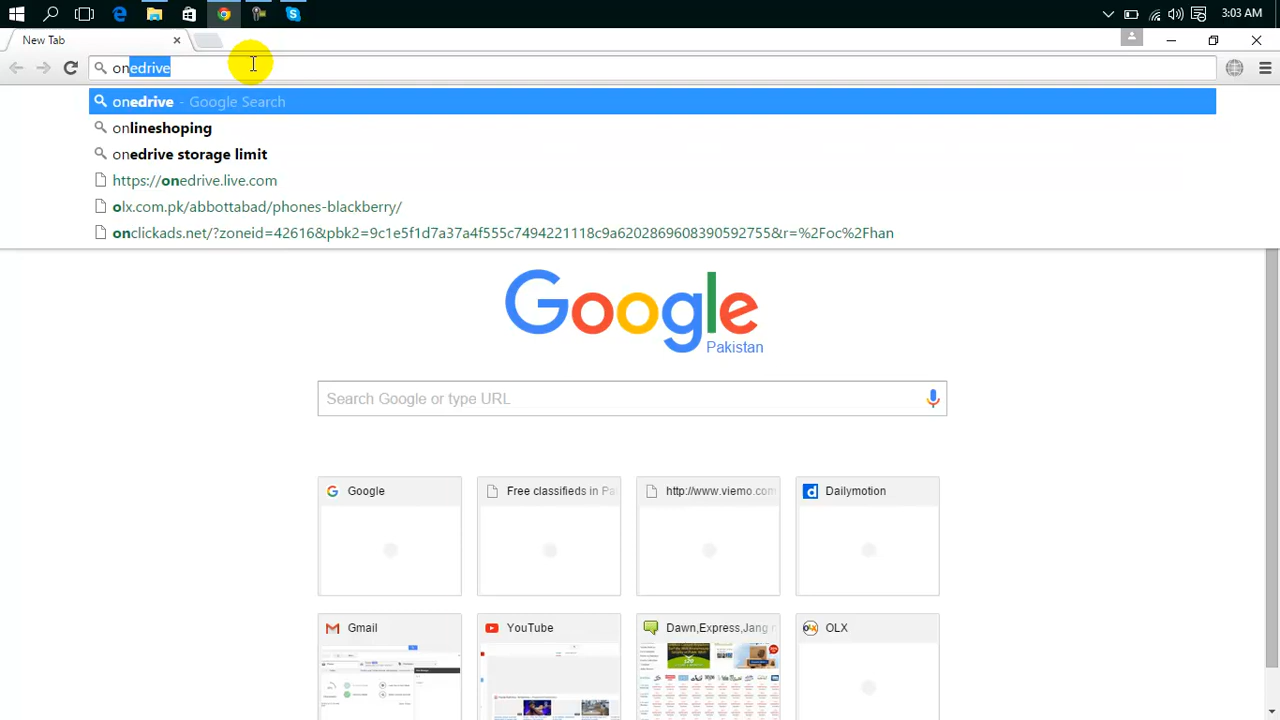 3:03 AM
New Tab
onedrive
onedrive - Google Search
onlineshoping
onedrive storage limit
https://onedrive.live.com
olx.com.pk/abbottabad/phones-blackberry/
onclickads.net/?zoneid=42616&pbk2=9c1e5f1d7a37a4f555c7494221118c9a62028696083905592755&r=%2Foc%2Fhan
Google
Pakistan
Search Google or type URL
Google
Free classifieds in Pa
http://www.viemo.com
Dailymotion
Gmail
YouTube
Dawn,Express,Jang n
OLX